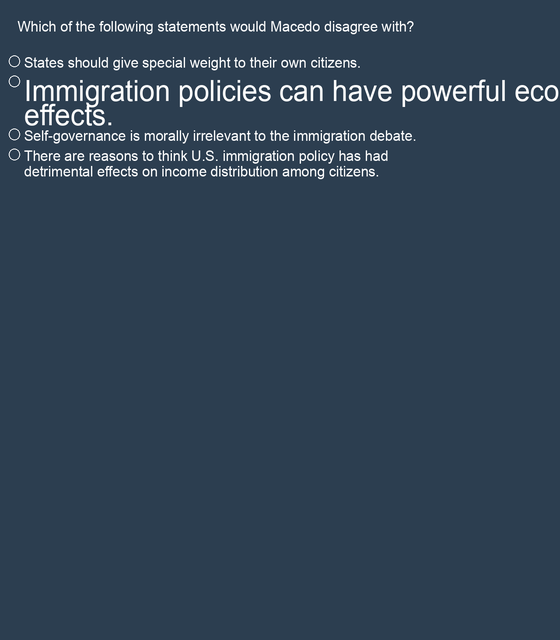 Which of the following statements would Macedo disagree with?
States should give special weight to their own citizens.
Immigration policies can have powerful eco
effects.
Self-governance is morally irrelevant to the immigration debate.
There are reasons to think U.S. immigration policy has had
detrimental effects on income distribution among citizens.